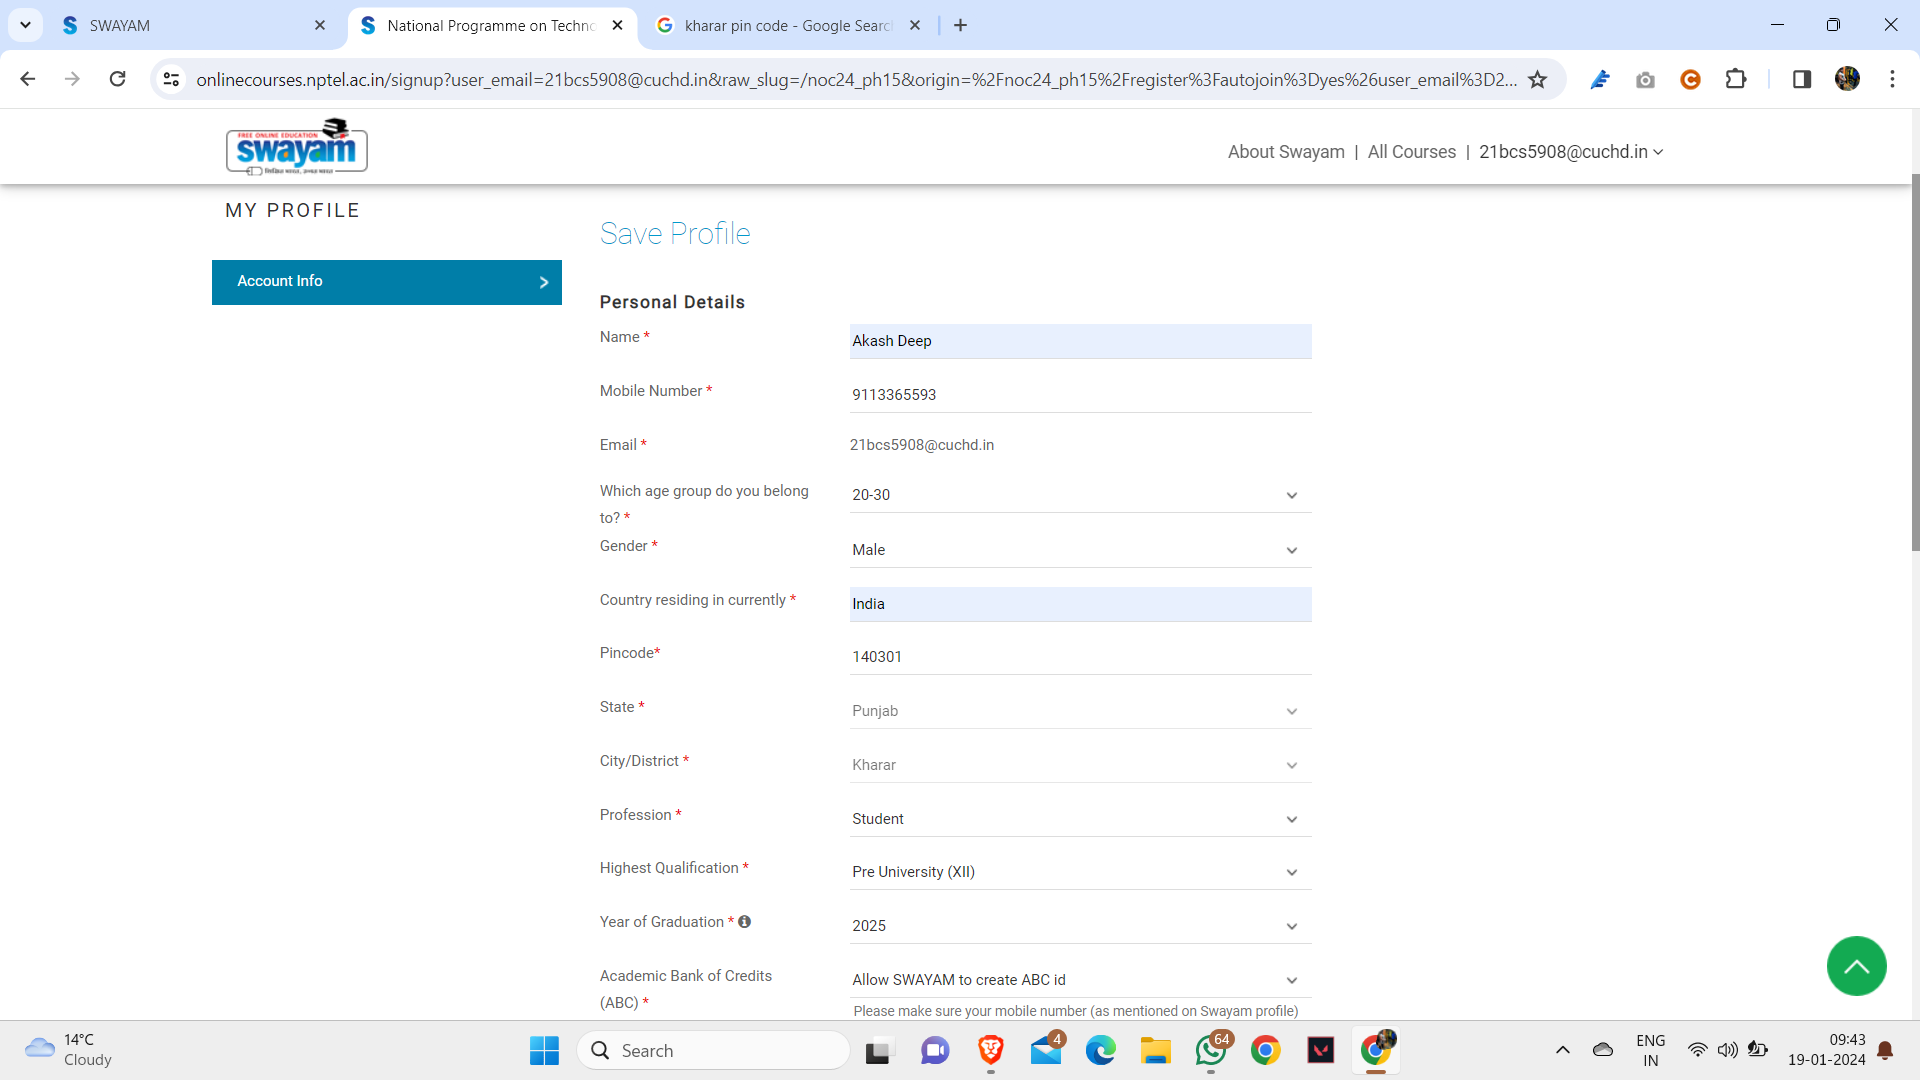 SWAYAM
National Programme on Techno
kharar pin code - Google Searc
onlinecourses.nptel.ac.in/signup?user_email=21bcs5908@cuchd.in&raw_slug=/noc24_ph15&origin=%2Fnoc24_ph15%2Fregister%3Fautojoin%3Dyes%26user_email%3D2...
FREE ONLINE EDUCATION
swayam
About Swayam | All Courses | 21bcs5908@cuchd.in
MY PROFILE
Account Info
Save Profile
Personal Details
Name * Akash Deep
Mobile Number * 9113365593
Email * 21bcs5908@cuchd.in
Which age group do you belong
to? * 20-30
Gender * Male
Country residing in currently * India
Pincode* 140301
State * Punjab
City/District * Kharar
Profession * Student
Highest Qualification * Pre University (XII)
Year of Graduation * 2025
Academic Bank of Credits
(ABC) * Allow SWAYAM to create ABC id
Please make sure your mobile number (as mentioned on Swayam profile)
14°C
Cloudy
Search
4
64
ENG
IN
09:43
19-01-2024